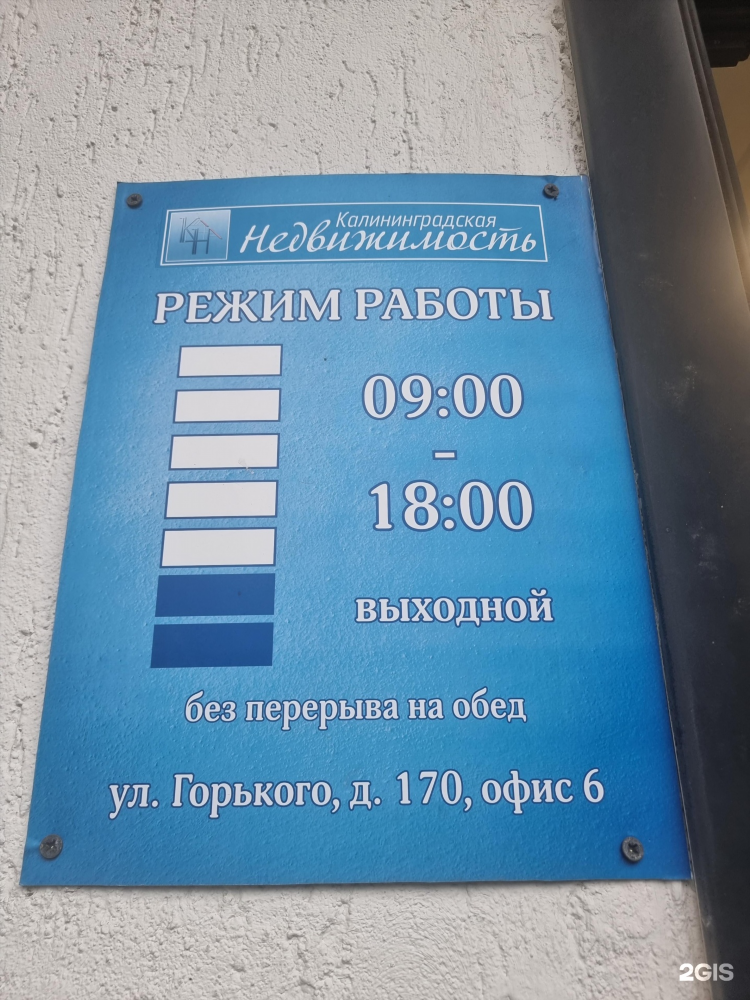 КН
Калининградская
Недвижимость
РЕЖИМ РАБОТЫ
09:00
-
18:00
выходной
без перерыва на обед
ул. Горького, д. 170, офис 6
2GIS